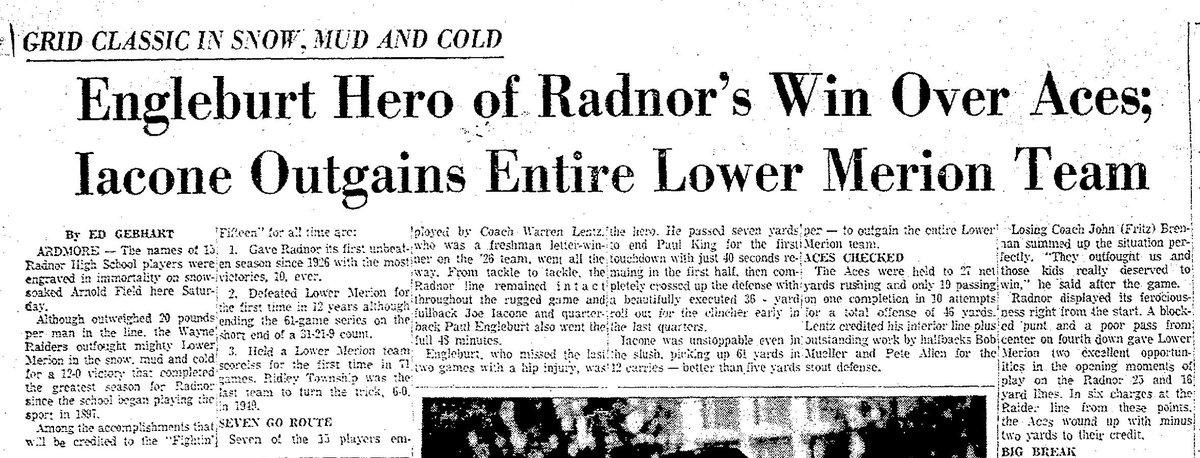 GRID CLASSIC IN SNOW, MUD AND COLD
Engleburt Hero of Radnor's Win Over Aces;
Iacone Outgains Entire Lower Merion Team
By ED GEBHART
ARDMORE — The names of 15
Radnor High School players were
engraved in immortality on snow-
soaked Arnold Field here Satur-
day.
Although outweighed 20 pounds
per man in the line, the Wayne
Raiders outfought mighty Lower
Merion in the snow, mud and cold
for a 12-0 victory that completed
the greatest season for Radnor
since the school began playing the
sport in 1897.
Among the accomplishments that
will be credited to the "Fightin'
Fifteen" for all time are:
1. Gave Radnor its first unbeat-
en season since 1926 with the most
victories, 10, ever.
2. Defeated Lower Merion for
the first time in 12 years although
ending the 61-game series on the
short end of a 31-21-9 count.
3. Held a Lower Merion team
scoreless for the first time in 71
games. Ridley Township was the
last team to turn the trick, 6-0,
in 1949.
SEVEN GO ROUTE
Seven of the 15 players em-
ployed by Coach Warren Lentz,
who was a freshman letter-win-
ner on the '26 team, went all the
way. From tackle to tackle, the
Radnor line remained intact
throughout the rugged game and
fullback Joe Iacone and quarter-
back Paul Engleburt also went the
full 48 minutes.
Engleburt, who missed the last
two games with a hip injury, was
the hero. He passed seven yards
to end Paul King for the first
touchdown with just 40 seconds re-
maining in the first half, then com-
pletely crossed up the defense with
a beautifully executed 36-yard
roll out for the clincher early in
the last quarters.
Iacone was unstoppable even in
the slush, picking up 61 yards in
12 carries — better than five yards
per — to outgain the entire Lower
Merion team.
ACES CHECKED
The Aces were held to 27 net
yards rushing and only 19 passing
on one completion in 10 attempts
for a total offense of 46 yards.
Lentz credited his interior line plus
outstanding work by halfbacks Bob
Mueller and Pete Allen for the
stout defense.
Losing Coach John (Fritz) Bren-
nan summed up the situation per-
fectly. "They outfought us and
those kids really deserved to
win," he said after the game.
Radnor displayed its ferocious-
ness right from the start. A block-
ed punt and a poor pass from
center on fourth down gave Lower
Merion two excellent opportun-
ities in the opening moments of
play on the Radnor 25 and 16
yard lines. In six charges at the
Raider line from these points,
the Aces wound up with minus
two yards to their credit.
BIG BREAK